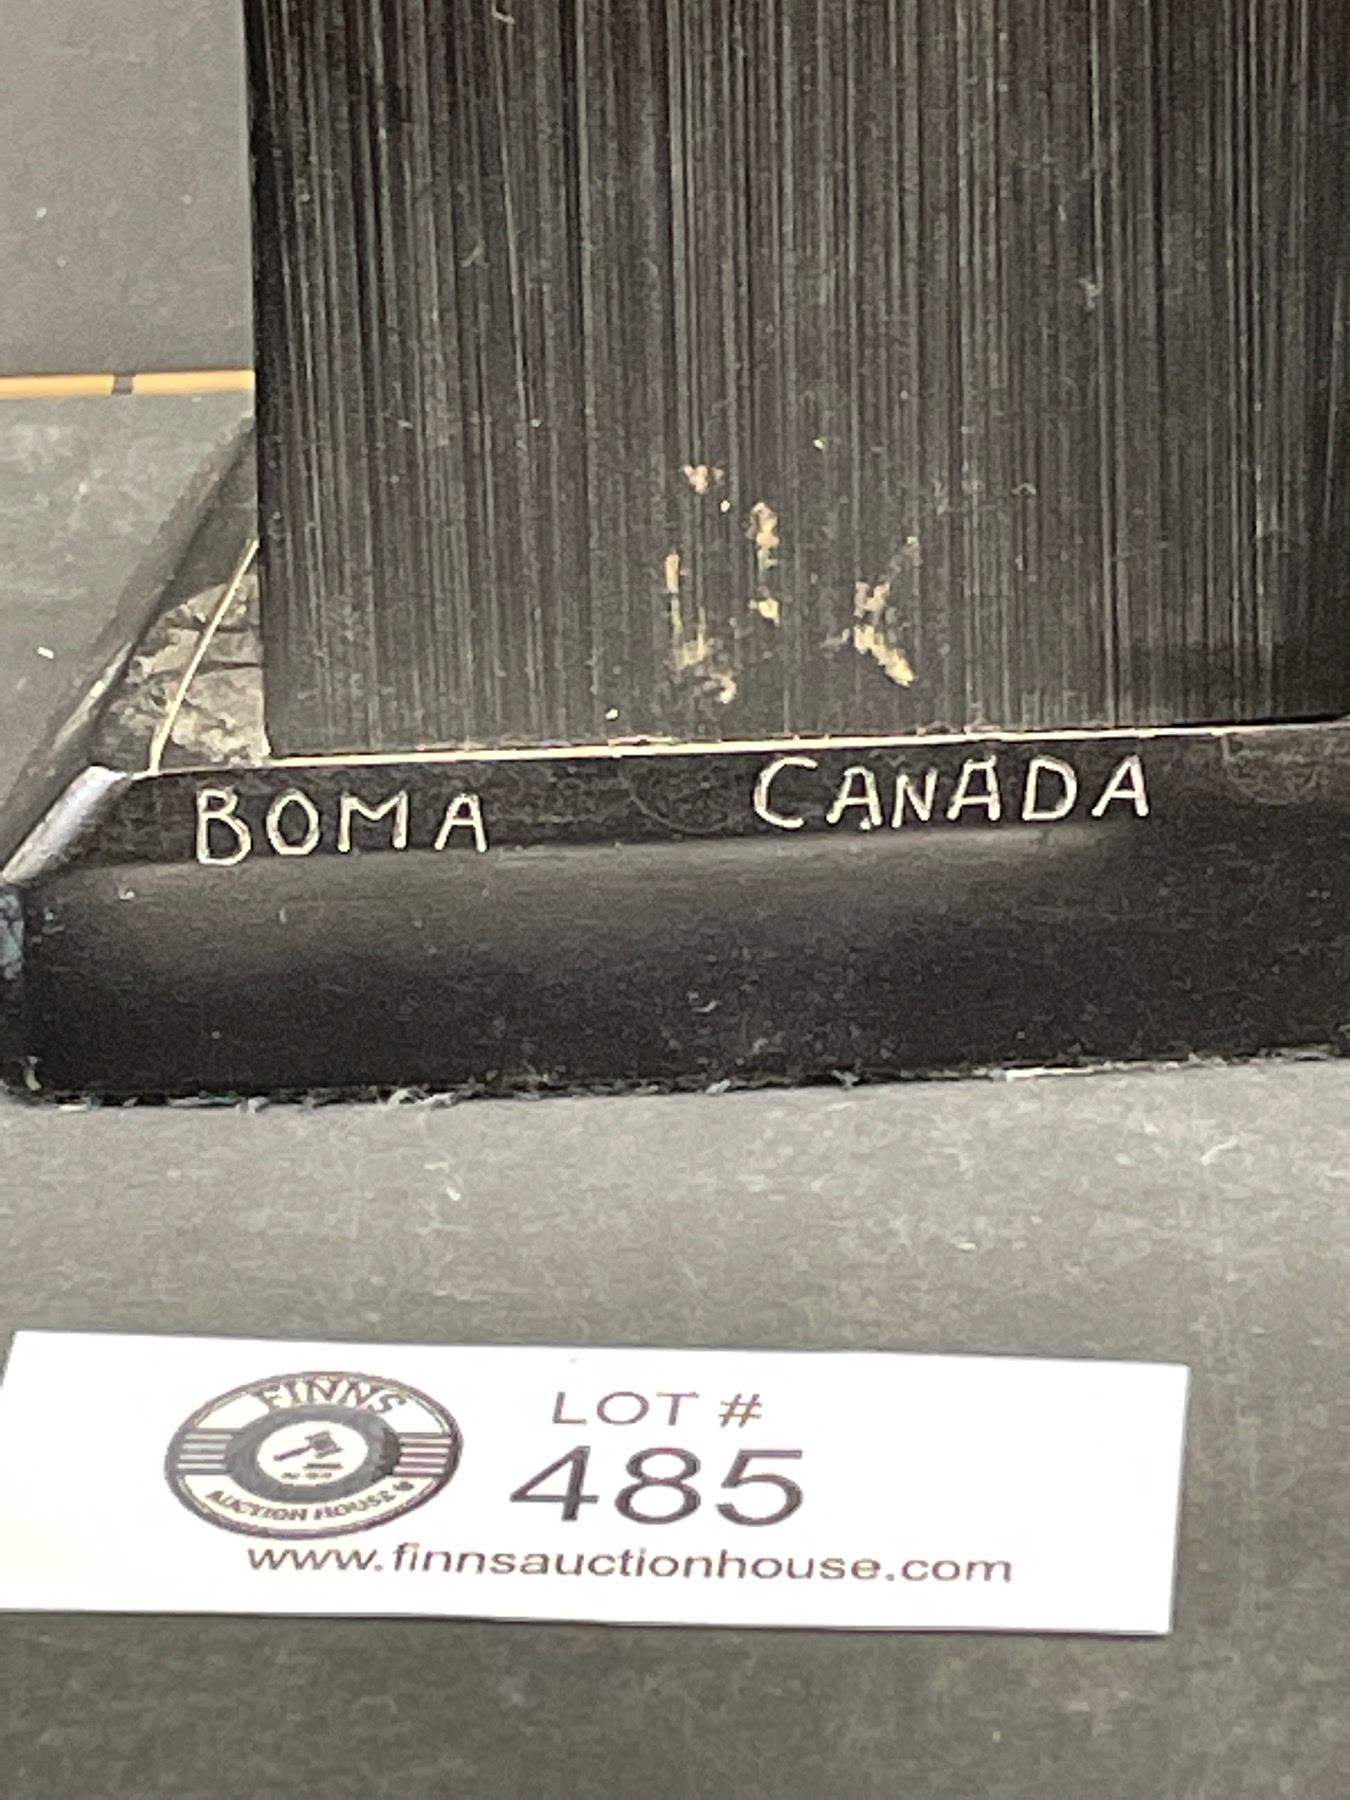 BOMA CANADA
FINNS
AUCTION HOUSE
LOT #
485
www.finnsauctionhouse.com